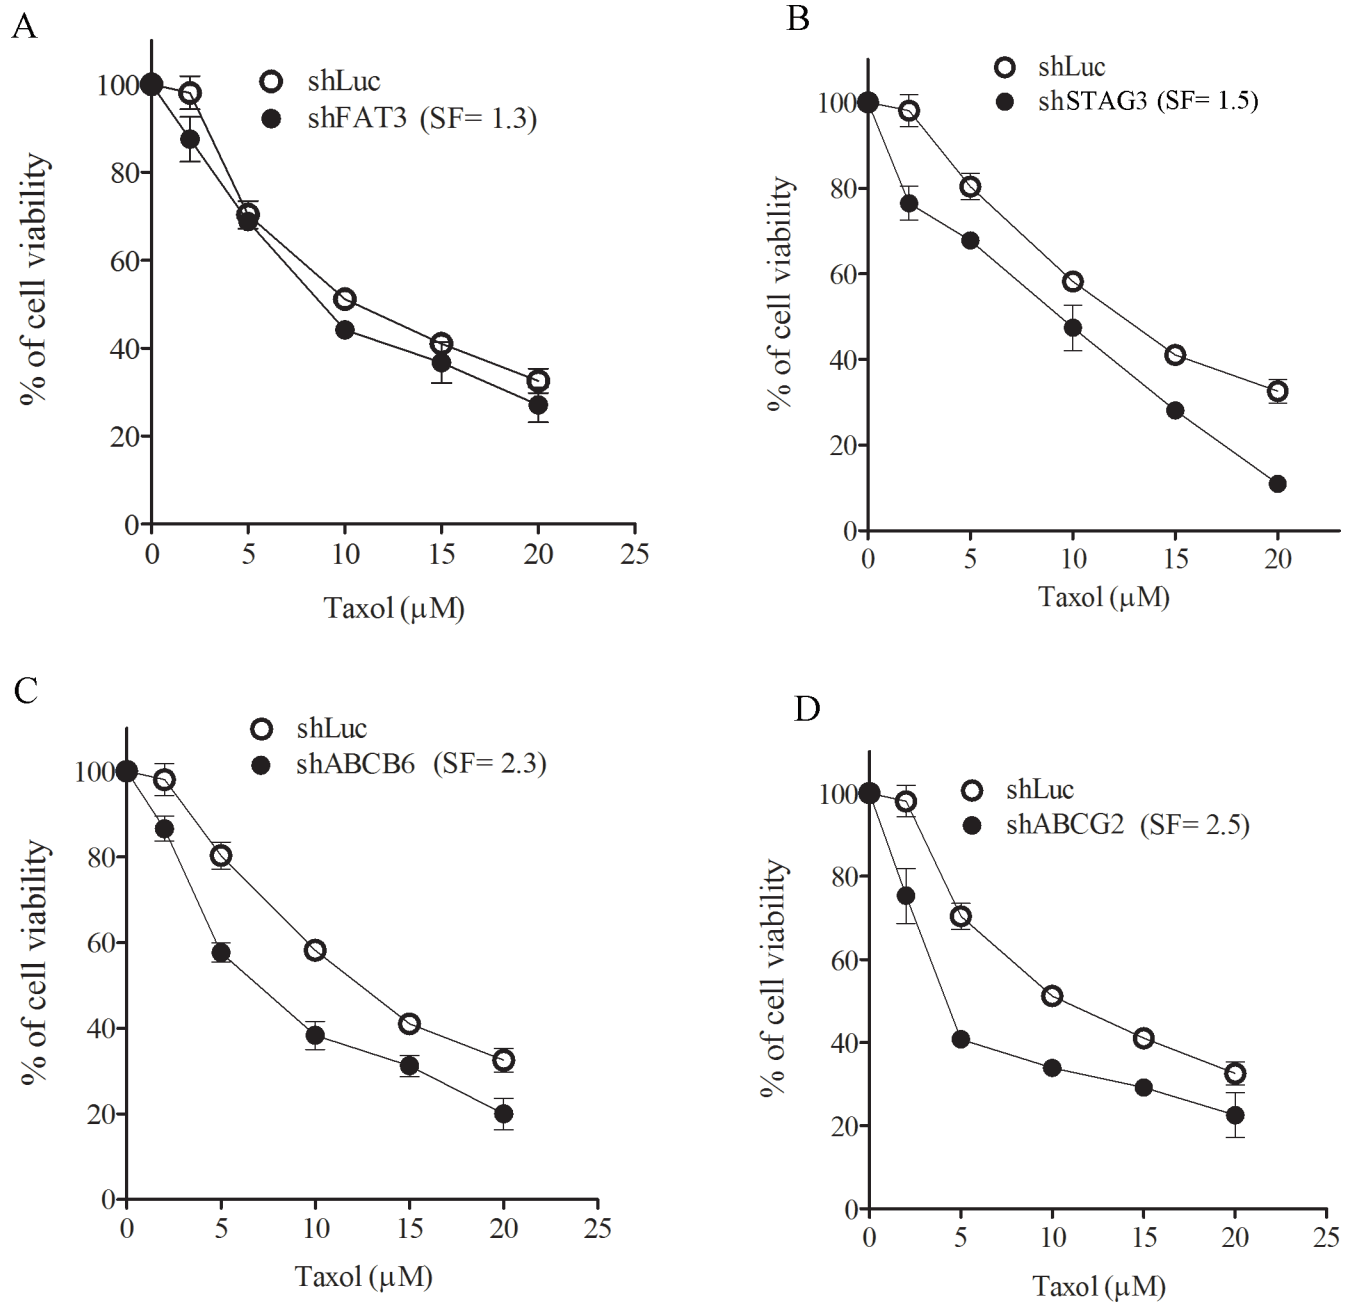 A
shLuc
shFAT3 (SF= 1.3)
100
80
60
40
20
0
0 5 10 15 20 25
% of cell viability
Taxol (μM)
B
shLuc
shSTAG3 (SF= 1.5)
100
80
60
40
20
0
0 5 10 15 20
% of cell viability
Taxol (μM)
C
shLuc
shABCB6 (SF= 2.3)
100
80
60
40
20
0
0 5 10 15 20 25
% of cell viability
Taxol (μM)
D
shLuc
shABCG2 (SF= 2.5)
100
80
60
40
20
0
0 5 10 15 20 25
% of cell viability
Taxol (μM)